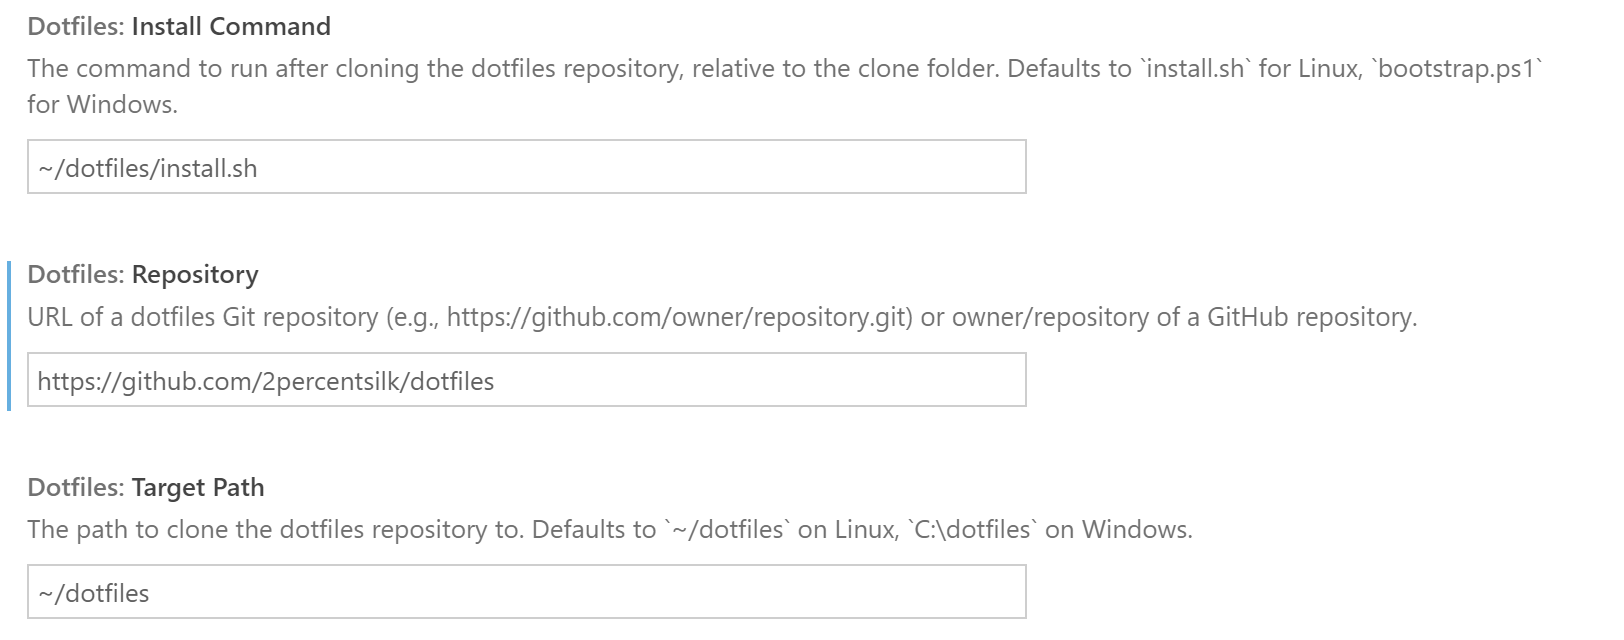 Dotfiles: Install Command
The command to run after cloning the dotfiles repository, relative to the clone folder. Defaults to `install.sh` for Linux, `bootstrap.ps1`
for Windows.
~/dotfiles/install.sh
Dotfiles: Repository
URL of a dotfiles Git repository (e.g., https://github.com/owner/repository.git) or owner/repository of a GitHub repository.
https://github.com/2percentsilk/dotfiles
Dotfiles: Target Path
The path to clone the dotfiles repository to. Defaults to `~/dotfiles` on Linux, `C:\dotfiles` on Windows.
~/dotfiles